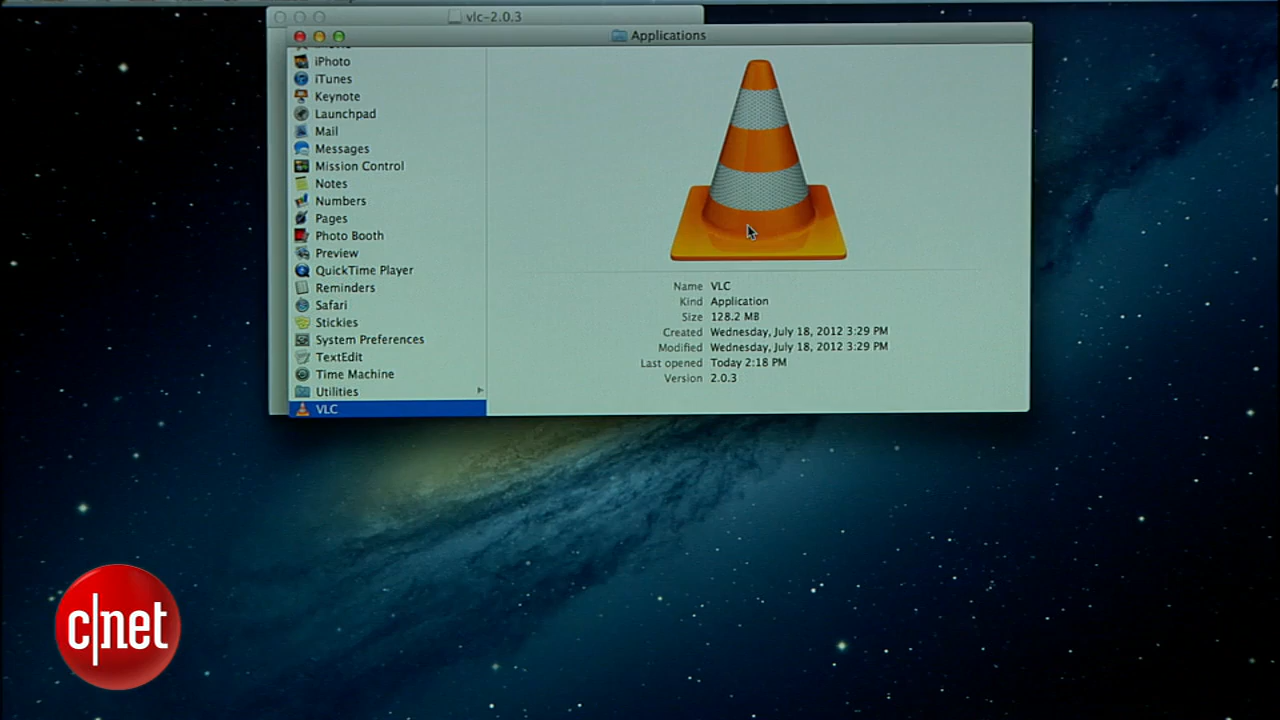 vlc-2.0.3
Applications
iPhoto
iTunes
Keynote
Launchpad
Mail
Messages
Mission Control
Notes
Numbers
Pages
Photo Booth
Preview
QuickTime Player
Reminders
Safari
Stickies
System Preferences
TextEdit
Time Machine
Utilities
VLC
Name VLC
Kind Application
Size 128.2 MB
Created Wednesday, July 18, 2012 3:29 PM
Modified Wednesday, July 18, 2012 3:29 PM
Last opened Today 2:18 PM
Version 2.0.3
c|net